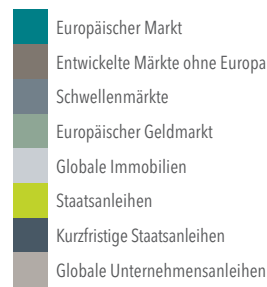 Europäischer Markt
Entwickelte Märkte ohne Europa
Schwellenmärkte
Europäischer Geldmarkt
Globale Immobilien
Staatsanleihen
Kurzfristige Staatsanleihen
Globale Unternehmensanleihen